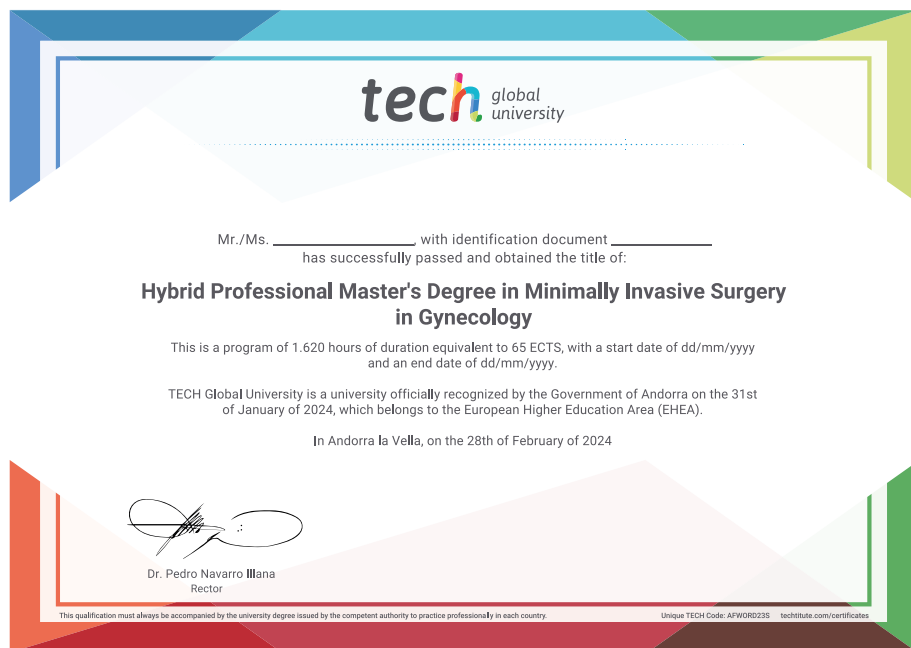 tech global
university
Mr./Ms. ______________, with identification document __________
has successfully passed and obtained the title of:
Hybrid Professional Master's Degree in Minimally Invasive Surgery
in Gynecology
This is a program of 1.620 hours of duration equivalent to 65 ECTS, with a start date of dd/mm/yyyy
and an end date of dd/mm/yyyy.
TECH Global University is a university officially recognized by the Government of Andorra on the 31st
of January of 2024, which belongs to the European Higher Education Area (EHEA).
In Andorra la Vella, on the 28th of February of 2024
Dr. Pedro Navarro Illana
Rector
This qualification must always be accompanied by the university degree issued by the competent authority to practice professionally in each country.
Unique TECH Code: AFWORD23S techtitute.com/certificates